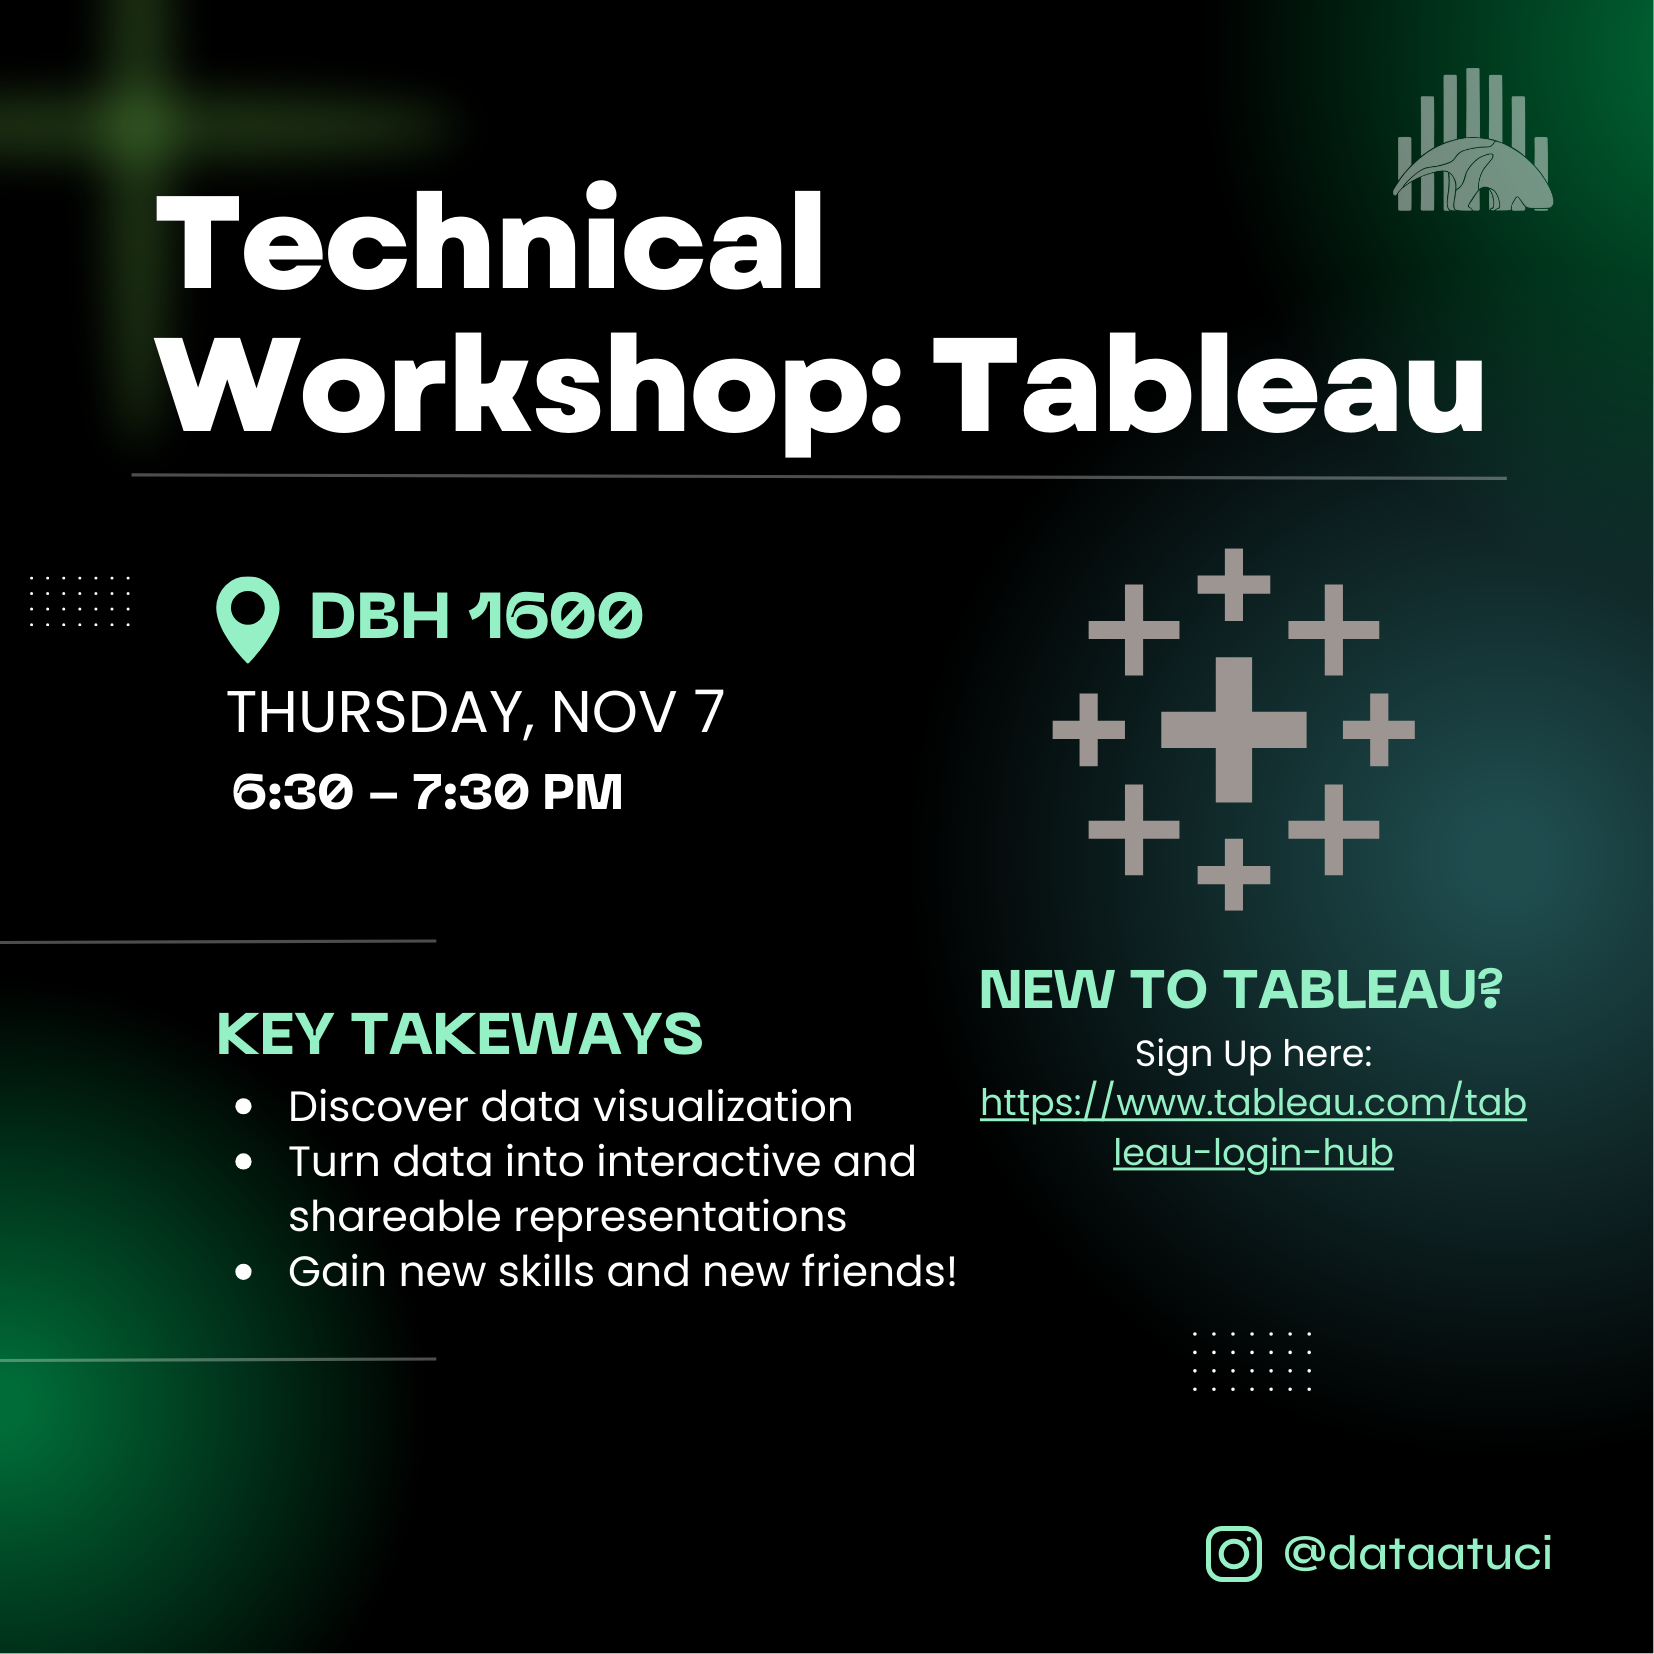 Technical
Workshop: Tableau
DBH 1600
THURSDAY, NOV 7
6:30 – 7:30 PM
KEY TAKEWAYS
• Discover data visualization
• Turn data into interactive and
shareable representations
• Gain new skills and new friends!
NEW TO TABLEAU?
Sign Up here:
https://www.tableau.com/tab
leau-login-hub
@dataatuci